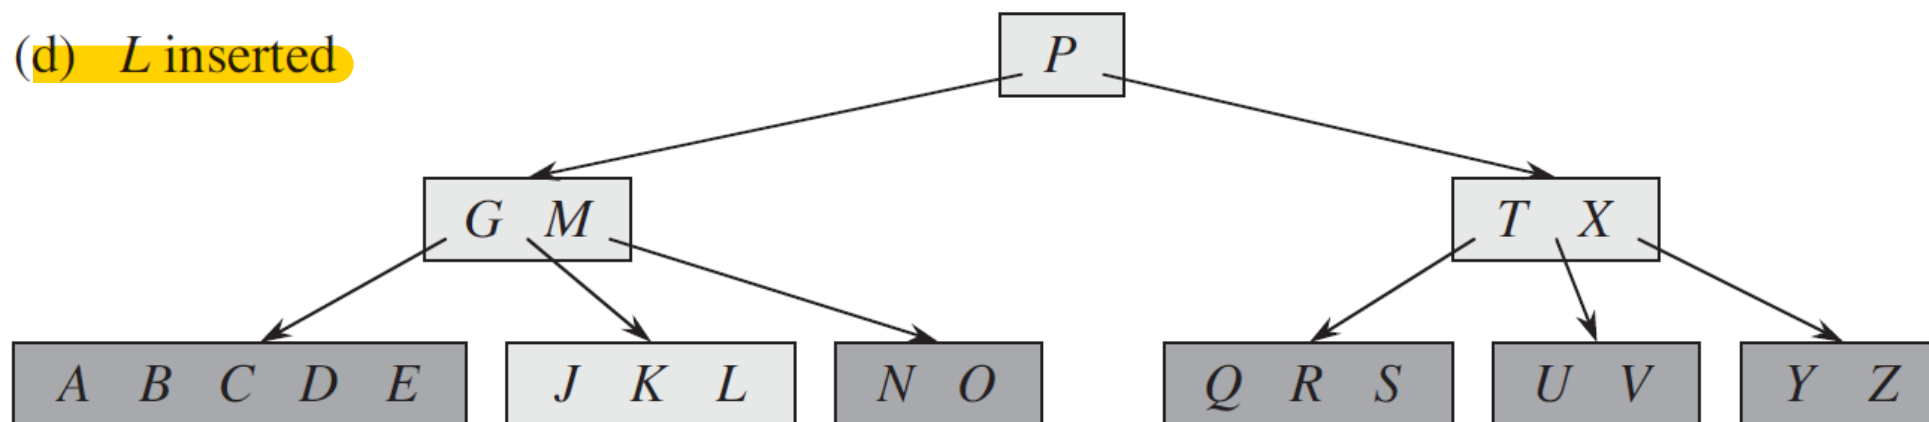 (d) L inserted
P
G M
T X
A B C D E
J K L
N O
Q R S
U V
Y Z